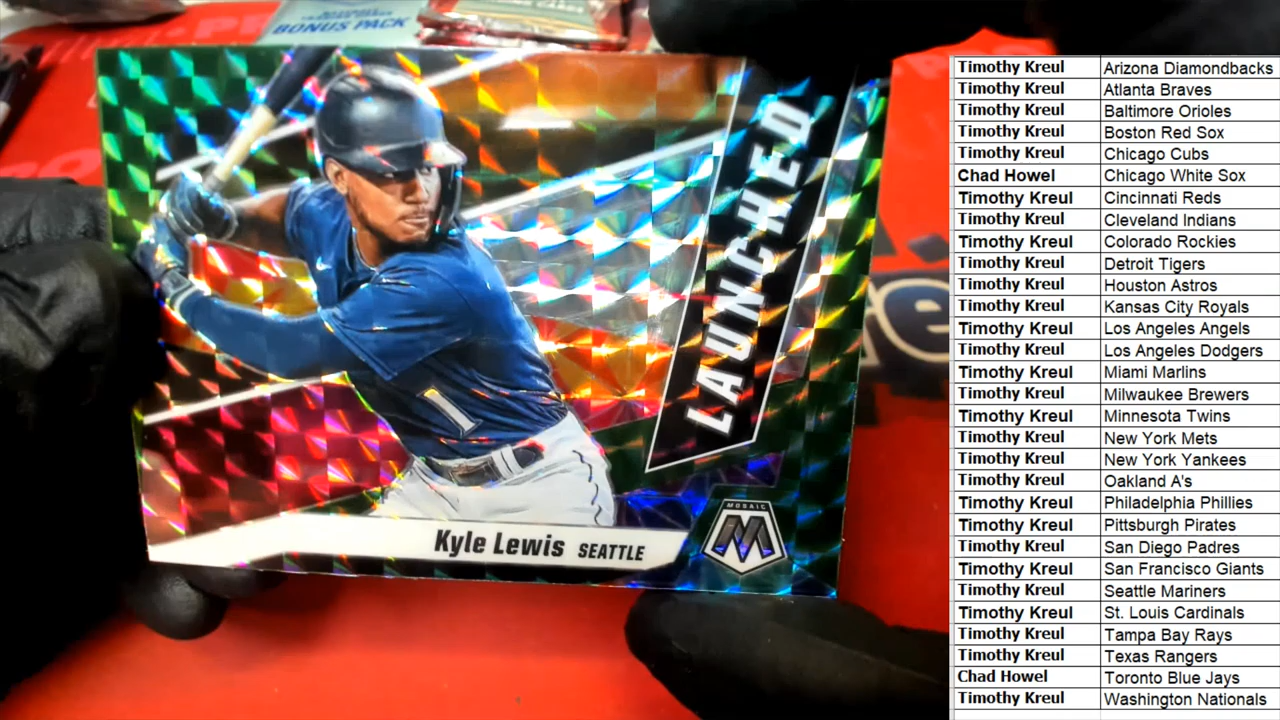 BONUS PACK
LAUNCHED
1
Kyle Lewis SEATTLE
MOSAIC
M
Timothy Kreul Arizona Diamondbacks
Timothy Kreul Atlanta Braves
Timothy Kreul Baltimore Orioles
Timothy Kreul Boston Red Sox
Timothy Kreul Chicago Cubs
Chad Howel Chicago White Sox
Timothy Kreul Cincinnati Reds
Timothy Kreul Cleveland Indians
Timothy Kreul Colorado Rockies
Timothy Kreul Detroit Tigers
Timothy Kreul Houston Astros
Timothy Kreul Kansas City Royals
Timothy Kreul Los Angeles Angels
Timothy Kreul Los Angeles Dodgers
Timothy Kreul Miami Marlins
Timothy Kreul Milwaukee Brewers
Timothy Kreul Minnesota Twins
Timothy Kreul New York Mets
Timothy Kreul New York Yankees
Timothy Kreul Oakland A's
Timothy Kreul Philadelphia Phillies
Timothy Kreul Pittsburgh Pirates
Timothy Kreul San Diego Padres
Timothy Kreul San Francisco Giants
Timothy Kreul Seattle Mariners
Timothy Kreul St. Louis Cardinals
Timothy Kreul Tampa Bay Rays
Timothy Kreul Texas Rangers
Chad Howel Toronto Blue Jays
Timothy Kreul Washington Nationals